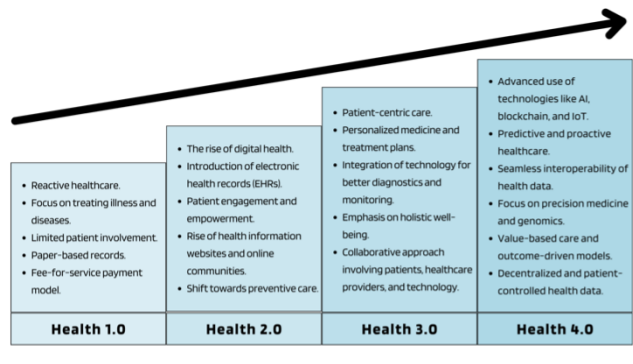 • Reactive healthcare.
• Focus on treating illness and
diseases.
• Limited patient involvement.
• Paper-based records.
• Fee-for-service payment
model.
Health 1.0
• The rise of digital health.
• Introduction of electronic
health records (EHRs).
• Patient engagement and
empowerment.
• Rise of health information
websites and online
communities.
• Shift towards preventive care.
Health 2.0
• Patient-centric care.
• Personalized medicine and
treatment plans.
• Integration of technology for
better diagnostics and
monitoring.
• Emphasis on holistic well-
being.
• Collaborative approach
involving patients, healthcare
providers, and technology.
Health 3.0
• Advanced use of
technologies like AI,
blockchain, and IoT.
• Predictive and proactive
healthcare.
• Seamless interoperability of
health data.
• Focus on precision medicine
and genomics.
• Value-based care and
outcome-driven models.
• Decentralized and patient-
controlled health data.
Health 4.0